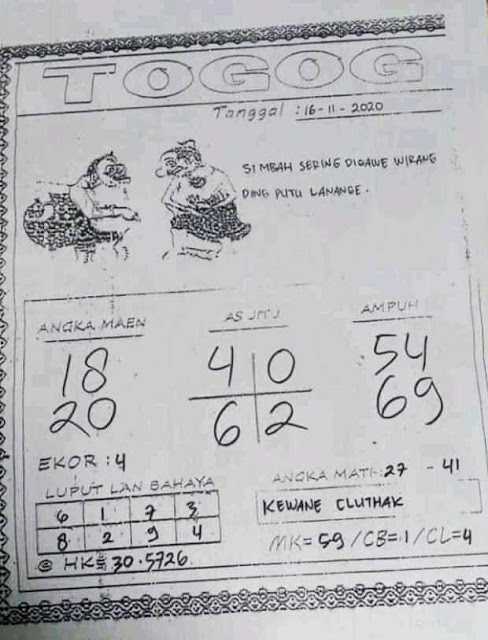 TOGOG
Tanggal : 16-11-2020
SIMBAH SERING DIGAWE WIRANG
DING PUTU LANANGE.
ANGKA MAEN
18
20
AS JITU
4 0
6 2
AMPUH
54
69
EKOR : 4
LUPUT LAN BAHAYA
6 1 7 3
8 2 9 4
@ HK= 30.5726
ANGKA MATI : 27 - 41
KEWANE CLUTHAK
MK= 59 / CB= 1 / CL= 4